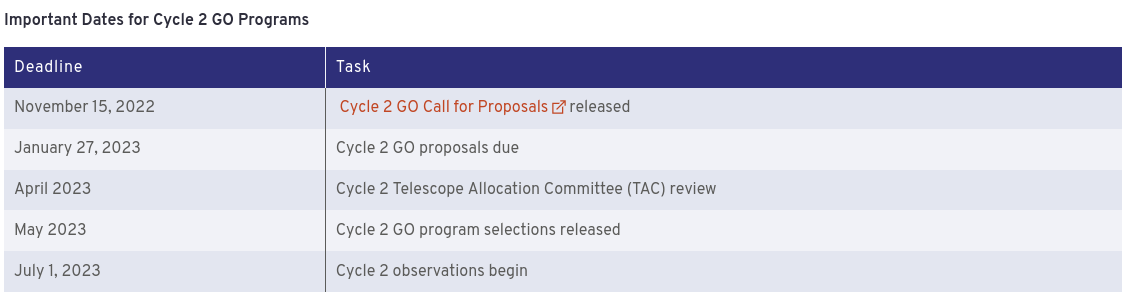 Important Dates for Cycle 2 GO Programs
Deadline Task
November 15, 2022 Cycle 2 GO Call for Proposals released
January 27, 2023 Cycle 2 GO proposals due
April 2023 Cycle 2 Telescope Allocation Committee (TAC) review
May 2023 Cycle 2 GO program selections released
July 1, 2023 Cycle 2 observations begin